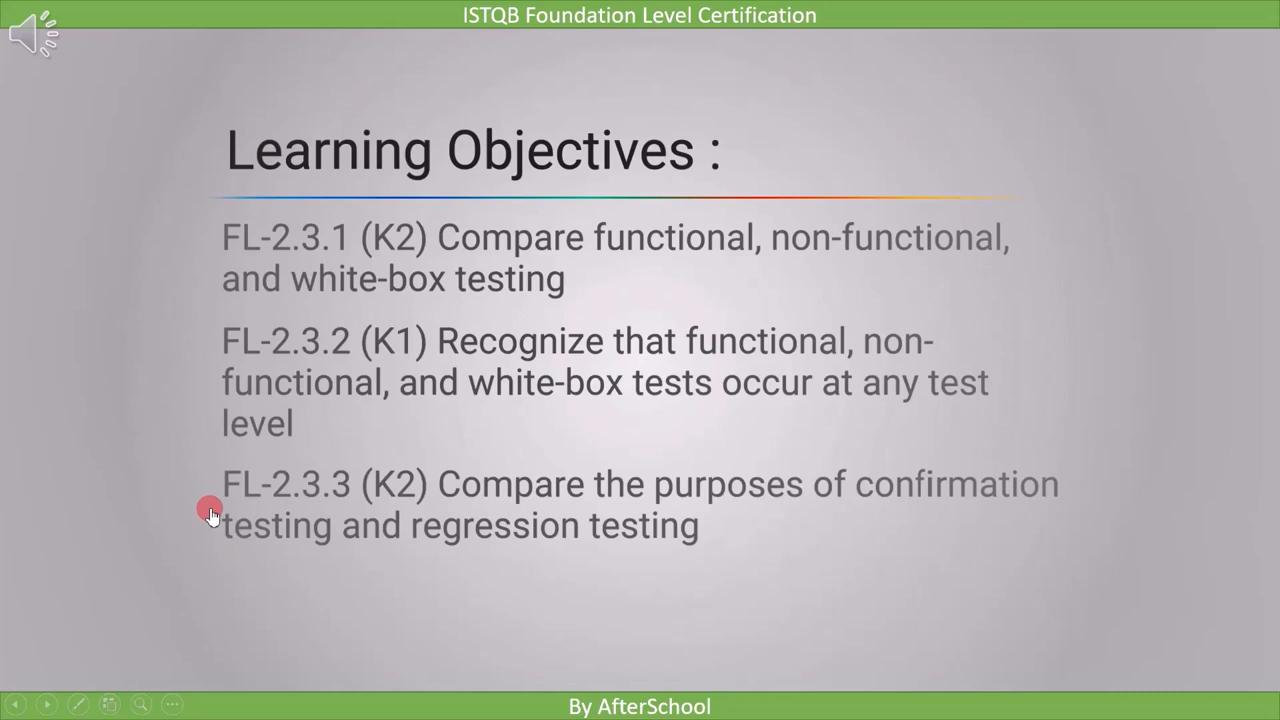 ISTQB Foundation Level Certification
Learning Objectives :
FL-2.3.1 (K2) Compare functional, non-functional,
and white-box testing
FL-2.3.2 (K1) Recognize that functional, non-
functional, and white-box tests occur at any test
level
FL-2.3.3 (K2) Compare the purposes of confirmation
testing and regression testing
By AfterSchool